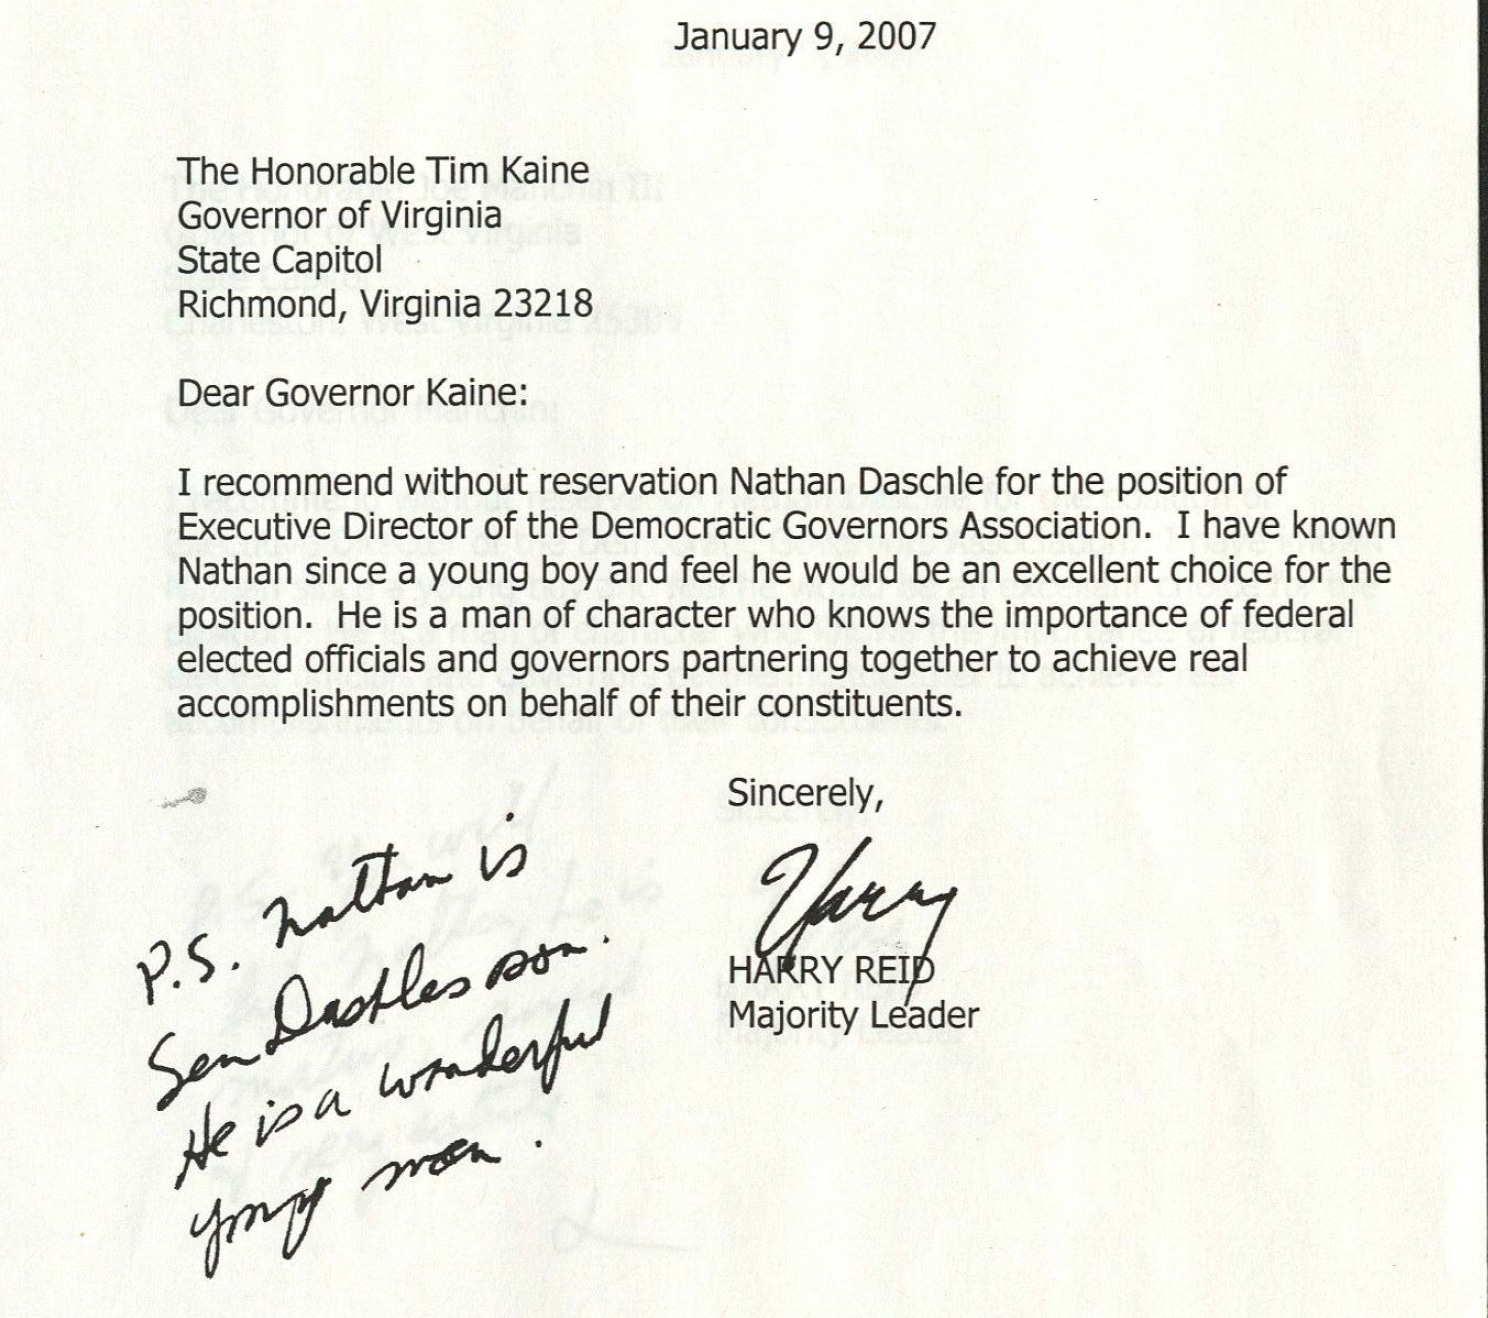 January 9, 2007
The Honorable Tim Kaine
Governor of Virginia
State Capitol
Richmond, Virginia 23218
Dear Governor Kaine:
I recommend without reservation Nathan Daschle for the position of
Executive Director of the Democratic Governors Association.  I have known
Nathan since a young boy and feel he would be an excellent choice for the
position.  He is a man of character who knows the importance of federal
elected officials and governors partnering together to achieve real
accomplishments on behalf of their constituents.
Sincerely,
Harry
HARRY REID
Majority Leader
P.S. Nathan is
Sen Dashles son.
He is a wonderful
young man.